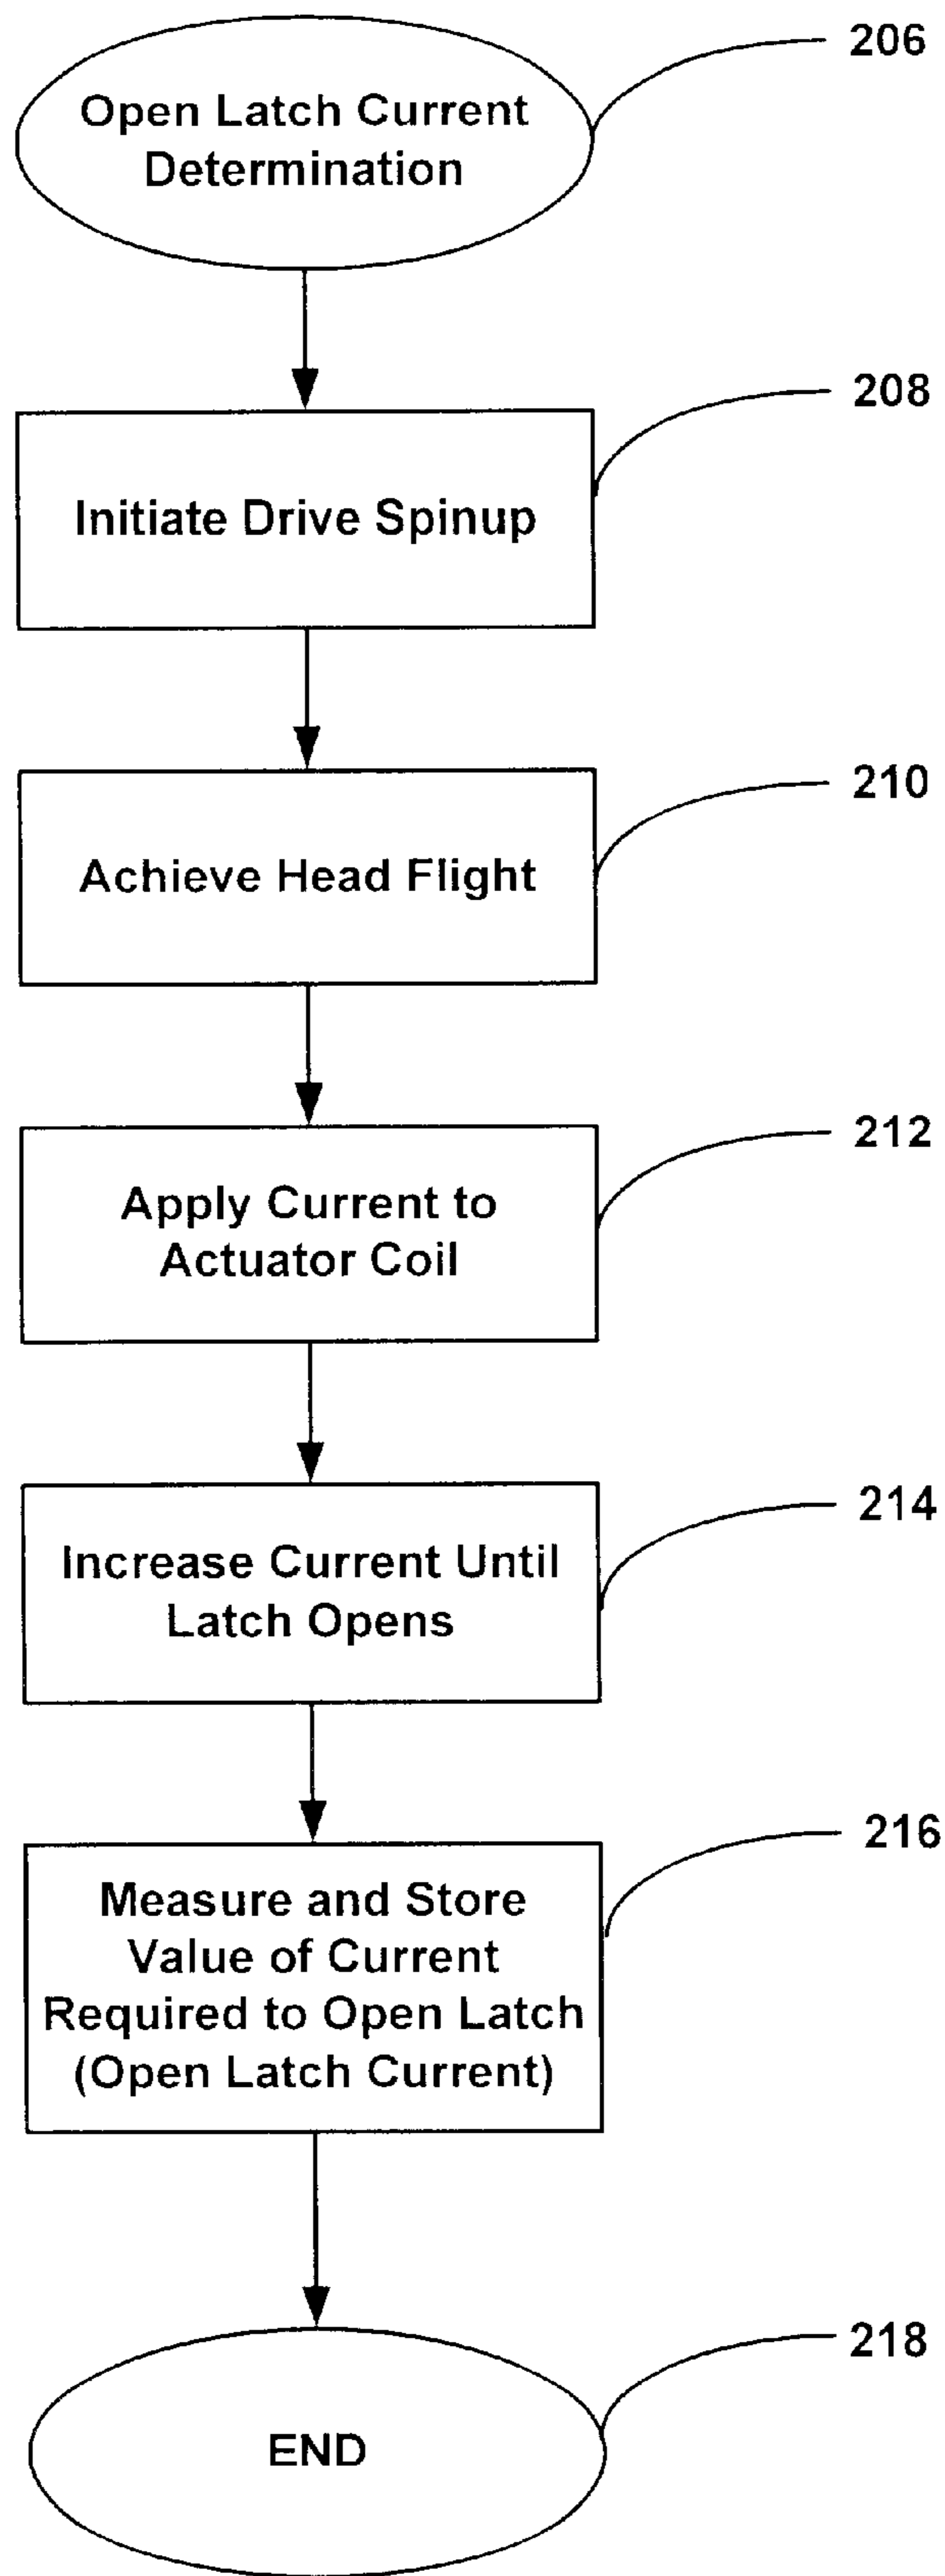 206
Open Latch Current
Determination
208
Initiate Drive Spinup
210
Achieve Head Flight
212
Apply Current to
Actuator Coil
214
Increase Current Until
Latch Opens
216
Measure and Store
Value of Current
Required to Open Latch
(Open Latch Current)
218
END